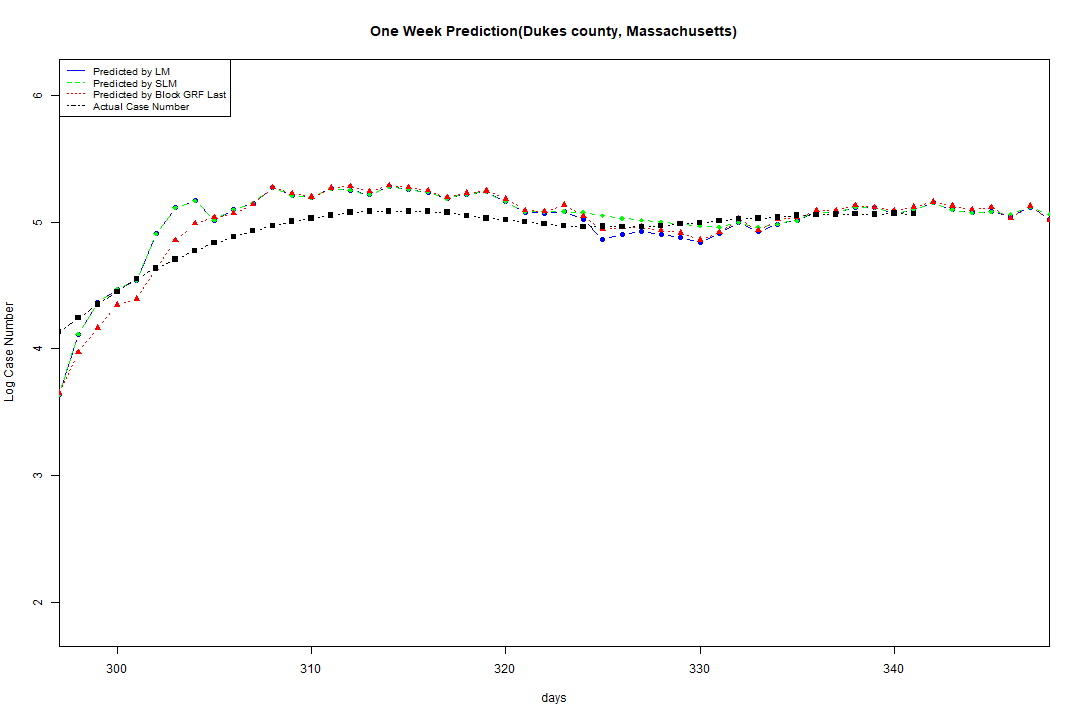 One Week Prediction(Dukes county, Massachusetts)
Predicted by LM
Predicted by SLM
Predicted by Block GRF Last
Actual Case Number
6
5
4
3
2
Log Case Number
300 310 320 330 340
days